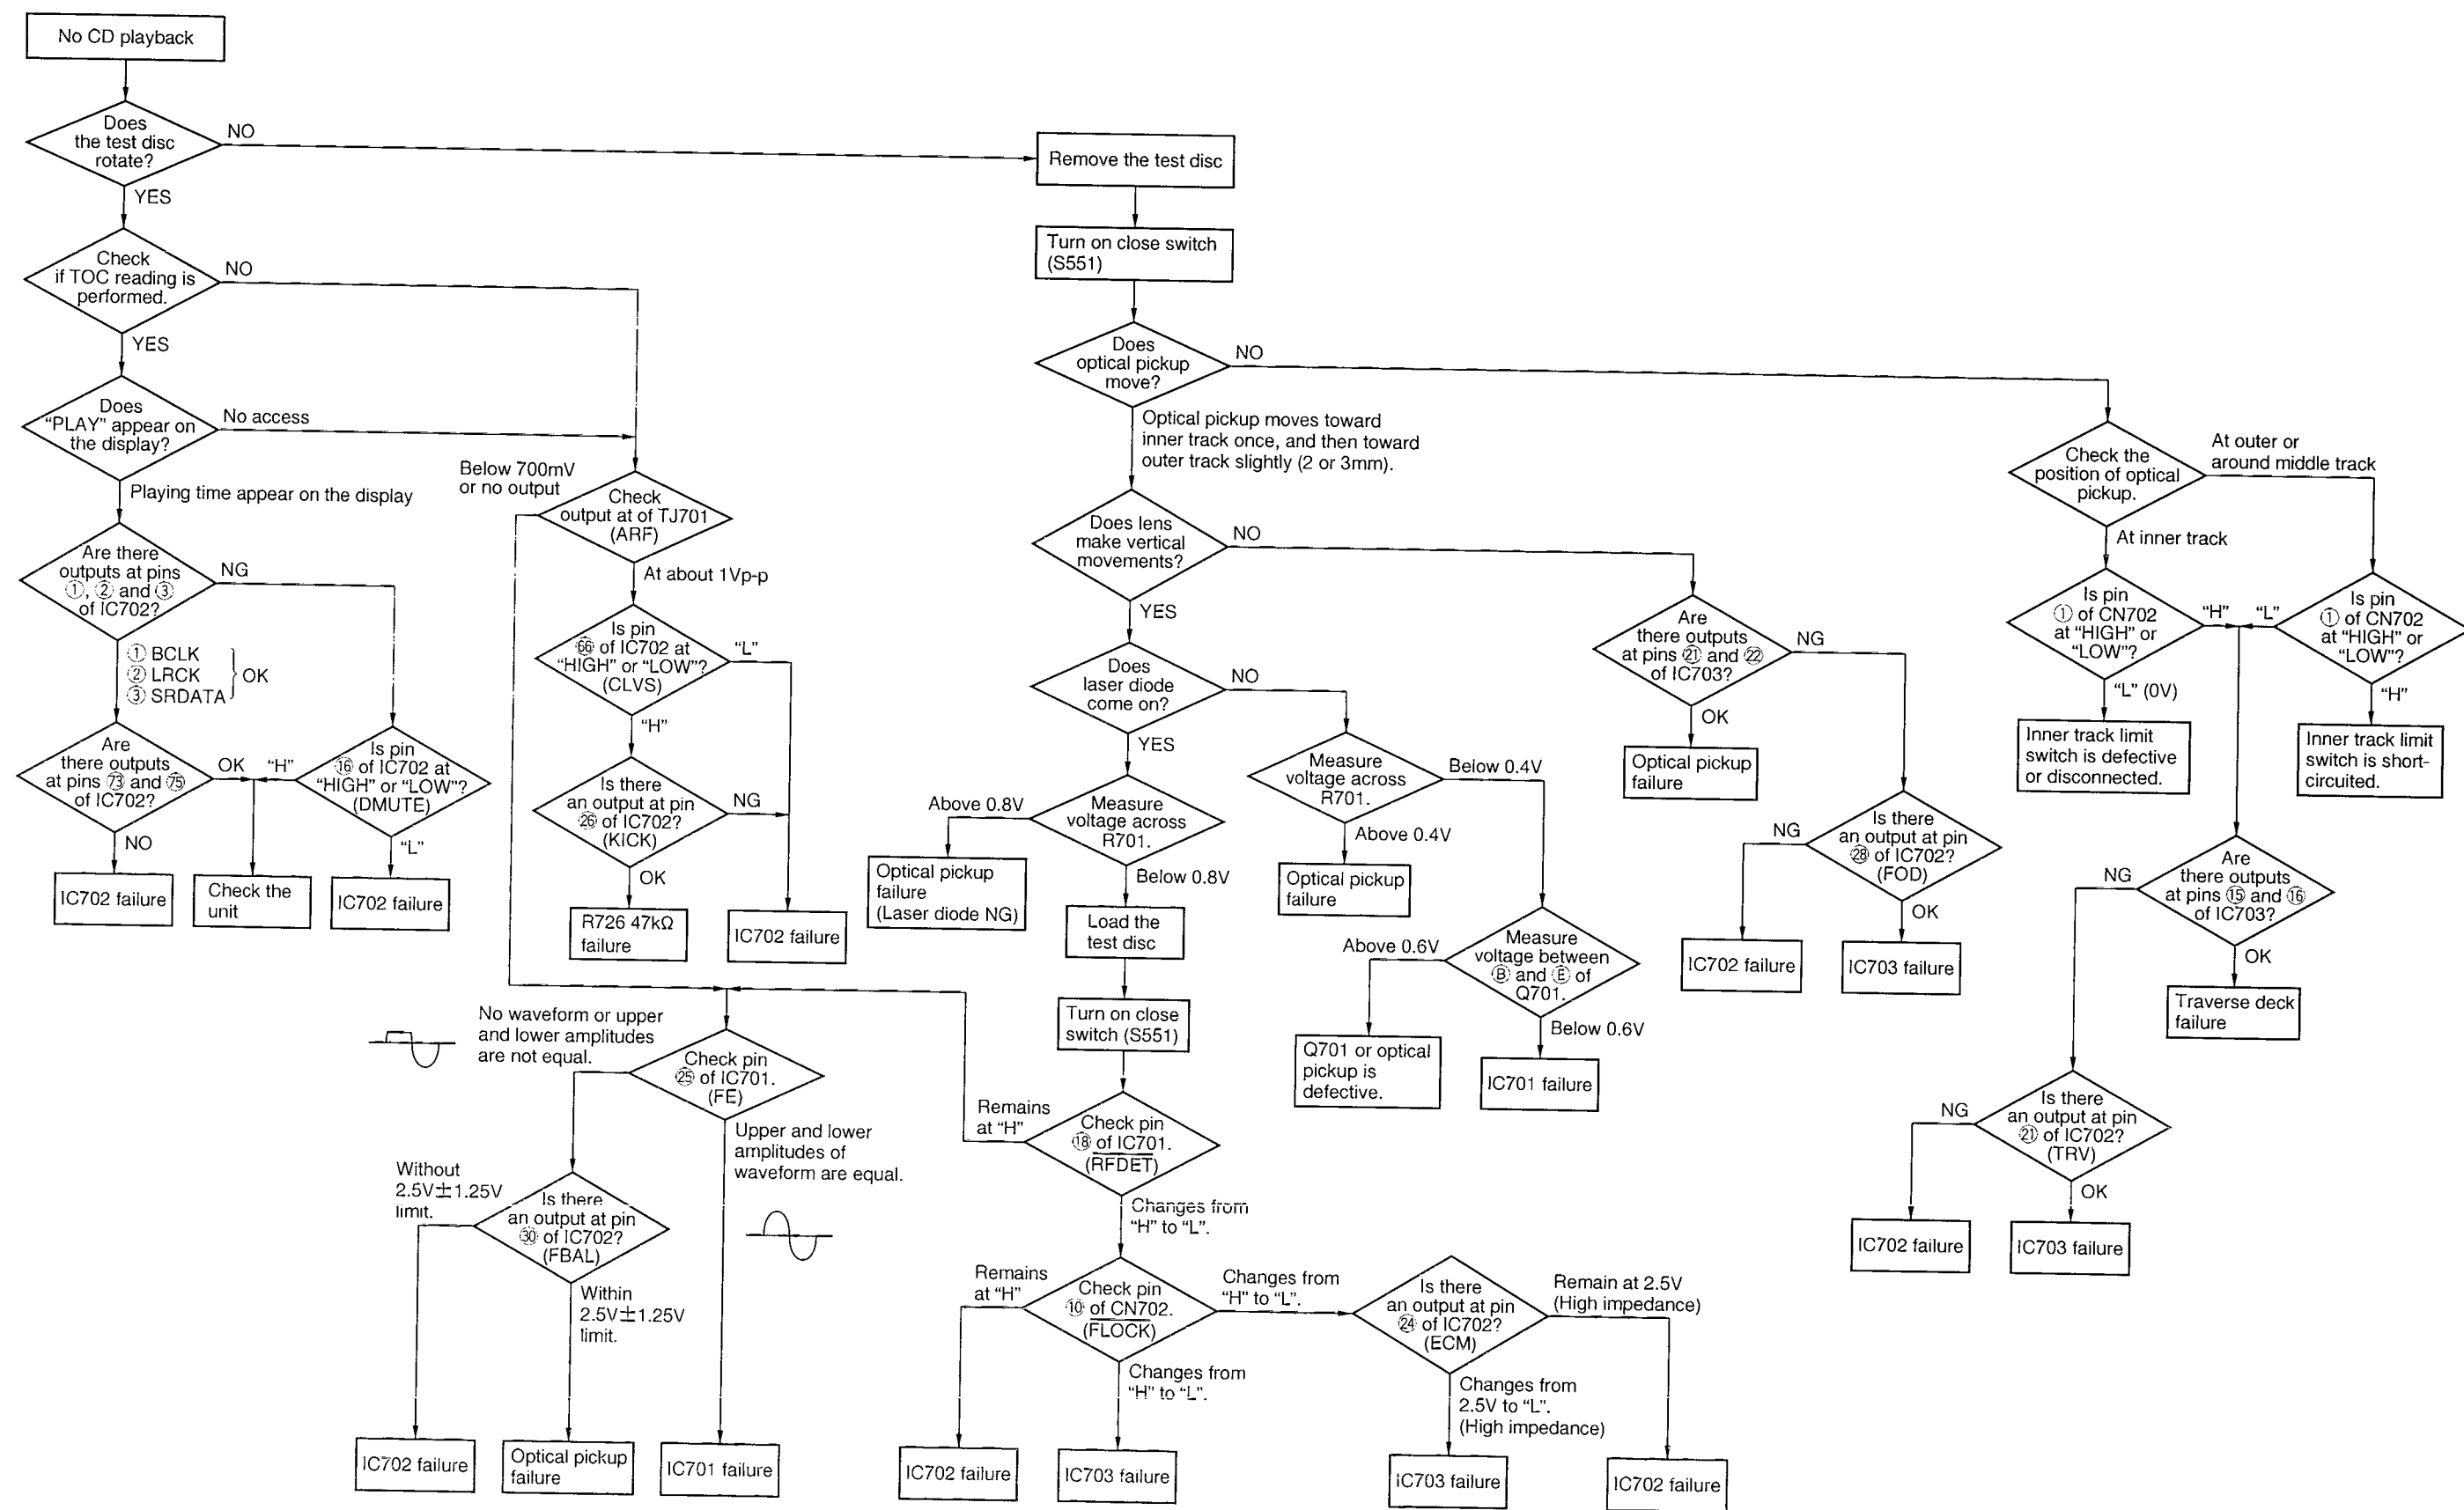 No CD playback
Does
the test disc
rotate?
NO
YES
Check
if TOC reading is
performed.
NO
YES
Does
“PLAY” appear on
the display?
No access
Playing time appear on the display
Are there
outputs at pins
①, ② and ③
of IC702?
NG
① BCLK
② LRCK
③ SRDATA
OK
Are
there outputs
at pins ㊆ and ㊄
of IC702?
OK
“H”
Is pin
⑯ of IC702 at
“HIGH” or “LOW”?
(DMUTE)
NO
“L”
IC702 failure
Check the
unit
IC702 failure
Below 700mV
or no output
Check
output at of TJ701
(ARF)
At about 1Vp-p
Is pin
66 of IC702 at
“HIGH” or “LOW”?
(CLVS)
“L”
“H”
Is there
an output at pin
㉖ of IC702?
(KICK)
NG
OK
R726 47kΩ
failure
IC702 failure
No waveform or upper
and lower amplitudes
are not equal.
Check pin
㉕ of IC701.
(FE)
Upper and lower
amplitudes of
waveform are equal.
Without
2.5V±1.25V
limit.
Is there
an output at pin
㉚ of IC702?
(FBAL)
Within
2.5V±1.25V
limit.
IC702 failure
Optical pickup
failure
IC701 failure
Remove the test disc
Turn on close switch
(S551)
Does
optical pickup
move?
NO
Optical pickup moves toward
inner track once, and then toward
outer track slightly (2 or 3mm).
Does lens
make vertical
movements?
NO
YES
Does
laser diode
come on?
NO
YES
Measure
voltage across
R701.
Above 0.8V
Below 0.8V
Optical pickup
failure
(Laser diode NG)
Load the
test disc
Turn on close
switch (S551)
Remains
at “H”
Check pin
⑱ of IC701.
(RFDET)
Changes from
“H” to “L”.
Remains
at “H”
Check pin
⑩ of CN702.
(FLOCK)
Changes from
“H” to “L”.
Changes from
“H” to “L”.
IC702 failure
IC703 failure
Is there
an output at pin
㉔ of IC702?
(ECM)
Remain at 2.5V
(High impedance)
Changes from
2.5V to “L”.
(High impedance)
IC703 failure
IC702 failure
Measure
voltage across
R701.
Below 0.4V
Above 0.4V
Optical pickup
failure
Above 0.6V
Measure
voltage between
Ⓑ and Ⓔ of
Q701.
Below 0.6V
Q701 or optical
pickup is
defective.
IC701 failure
Are
there outputs
at pins ㉑ and ㉒
of IC703?
NG
OK
Optical pickup
failure
NG
Is there
an output at pin
㉘ of IC702?
(FOD)
OK
IC702 failure
IC703 failure
Check the
position of optical
pickup.
At outer or
around middle track
At inner track
Is pin
① of CN702
at “HIGH” or
“LOW”?
“H”
“L”
Is pin
① of CN702
at “HIGH” or
“LOW”?
“L” (0V)
“H”
Inner track limit
switch is defective
or disconnected.
Inner track limit
switch is short-
circuited.
NG
Are
there outputs
at pins ⑮ and ⑯
of IC703?
OK
Traverse deck
failure
NG
Is there
an output at pin
㉑ of IC702?
(TRV)
OK
IC702 failure
IC703 failure